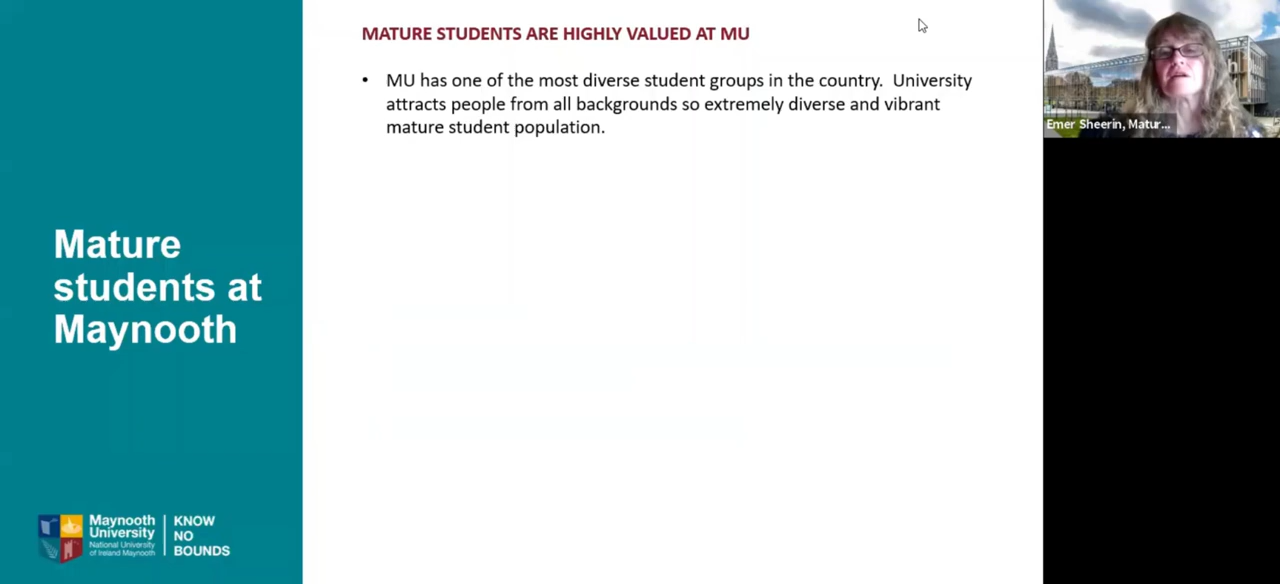 MATURE STUDENTS ARE HIGHLY VALUED AT MU
• MU has one of the most diverse student groups in the country.  University
attracts people from all backgrounds so extremely diverse and vibrant
mature student population.
Mature
students at
Maynooth
Maynooth
University
National University
of Ireland Maynooth
KNOW
NO
BOUNDS
Emer Sheerin, Matur...